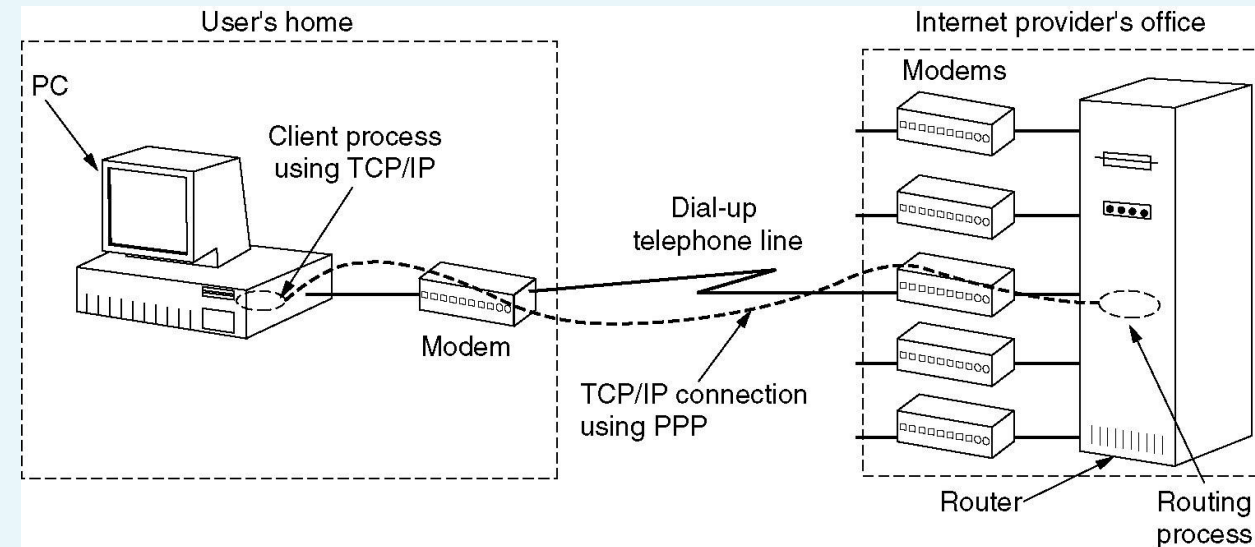 User's home
Internet provider's office
PC
Modems
Client process
using TCP/IP
Dial-up
telephone line
Modem
TCP/IP connection
using PPP
Router
Routing
process